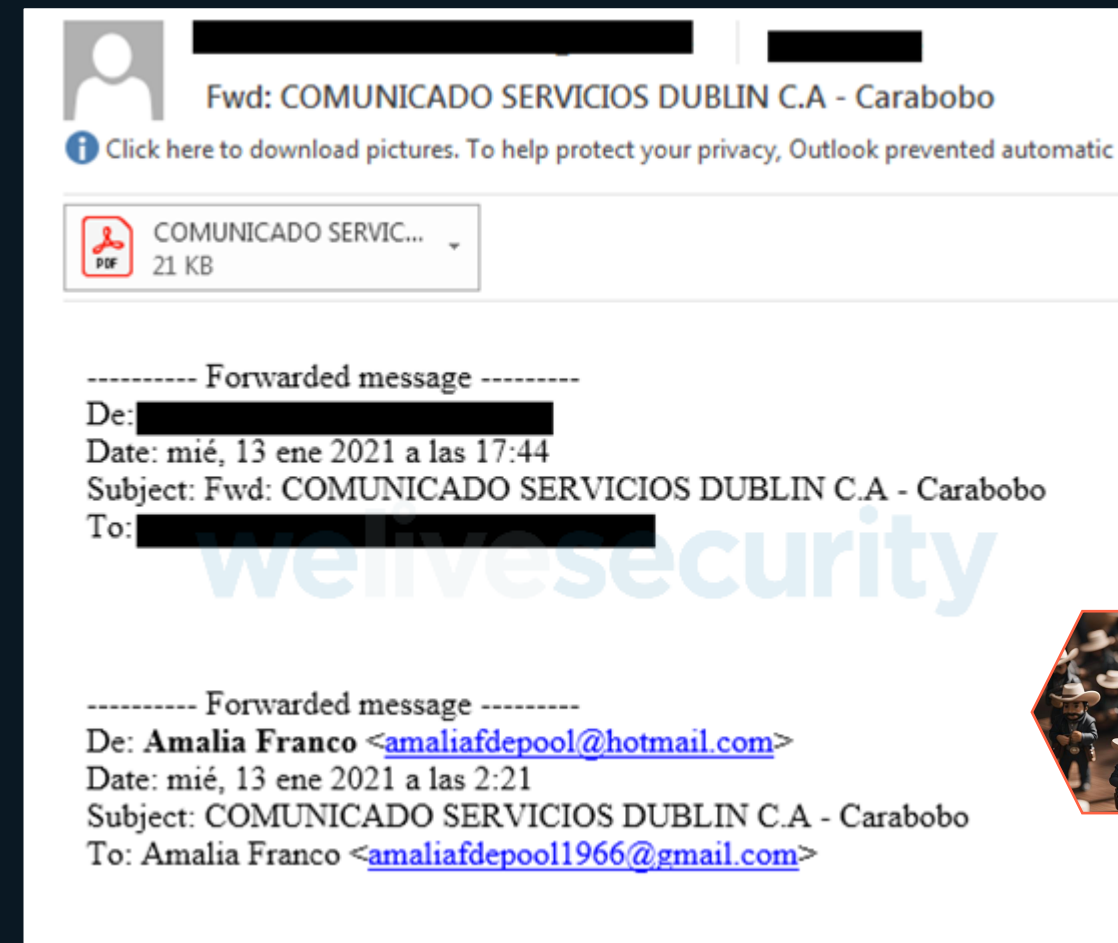 Fwd: COMUNICADO SERVICIOS DUBLIN C.A - Carabobo
Click here to download pictures. To help protect your privacy, Outlook prevented automatic
COMUNICADO SERVIC...
PDF
21 KB
---------- Forwarded message ---------
De:
Date: mié, 13 ene 2021 a las 17:44
Subject: Fwd: COMUNICADO SERVICIOS DUBLIN C.A - Carabobo
To:
welivesecurity
---------- Forwarded message ---------
De: Amalia Franco <amaliafdepool@hotmail.com>
Date: mié, 13 ene 2021 a las 2:21
Subject: COMUNICADO SERVICIOS DUBLIN C.A - Carabobo
To: Amalia Franco <amaliafdepool1966@gmail.com>